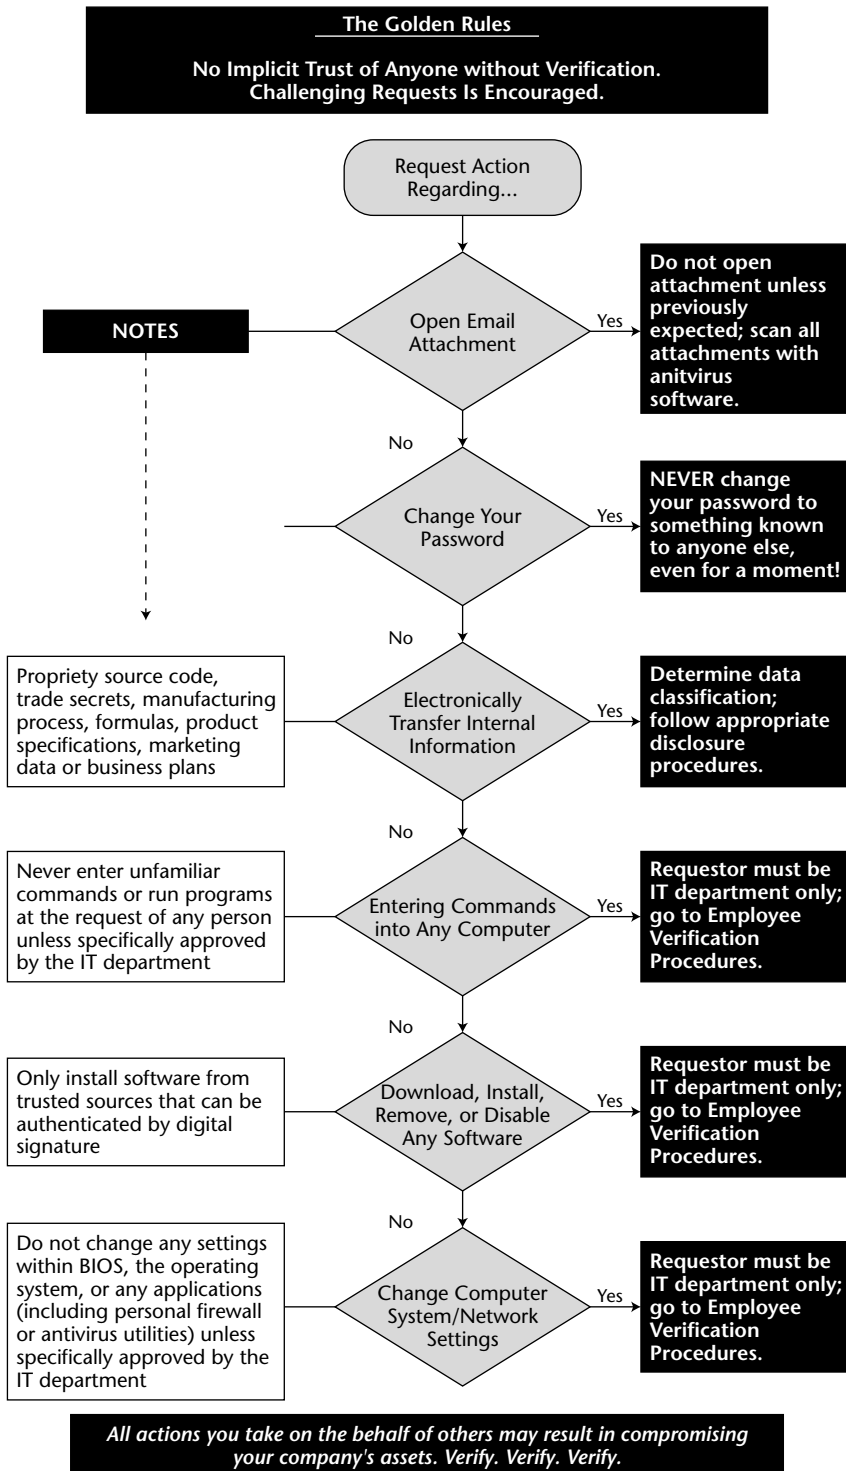 The Golden Rules
No Implicit Trust of Anyone without Verification.
Challenging Requests Is Encouraged.
Request Action
Regarding...
NOTES
Open Email
Attachment
Yes
Do not open
attachment unless
previously
expected; scan all
attachments with
anitvirus
software.
No
Change Your
Password
Yes
NEVER change
your password to
something known
to anyone else,
even for a moment!
No
Propriety source code,
trade secrets, manufacturing
process, formulas, product
specifications, marketing
data or business plans
Electronically
Transfer Internal
Information
Yes
Determine data
classification;
follow appropriate
disclosure
procedures.
No
Never enter unfamiliar
commands or run programs
at the request of any person
unless specifically approved
by the IT department
Entering Commands
into Any Computer
Yes
Requestor must be
IT department only;
go to Employee
Verification
Procedures.
No
Only install software from
trusted sources that can be
authenticated by digital
signature
Download, Install,
Remove, or Disable
Any Software
Yes
Requestor must be
IT department only;
go to Employee
Verification
Procedures.
No
Do not change any settings
within BIOS, the operating
system, or any applications
(including personal firewall
or antivirus utilities) unless
specifically approved by the
IT department
Change Computer
System/Network
Settings
Yes
Requestor must be
IT department only;
go to Employee
Verification
Procedures.
All actions you take on the behalf of others may result in compromising
your company's assets. Verify. Verify. Verify.